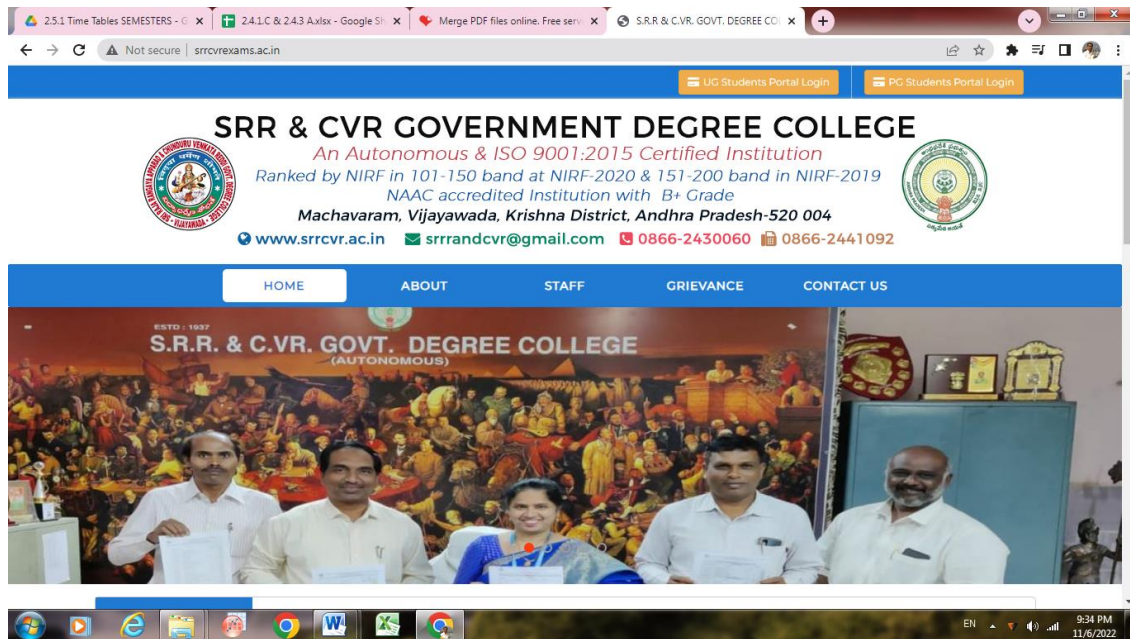 2.5.1 Time Tables SEMESTERS - G
2.4.1.C & 2.4.3 A.xlsx - Google Sh
Merge PDF files online. Free serv
S.R.R & C.VR. GOVT. DEGREE CO
Not secure | srrcvrexams.ac.in
UG Students Portal Login
PG Students Portal Login
SRR & CVR GOVERNMENT DEGREE COLLEGE
An Autonomous & ISO 9001:2015 Certified Institution
Ranked by NIRF in 101-150 band at NIRF-2020 & 151-200 band in NIRF-2019
NAAC accredited Institution with B+ Grade
Machavaram, Vijayawada, Krishna District, Andhra Pradesh-520 004
www.srrcvr.ac.in srrrandcvr@gmail.com 0866-2430060 0866-2441092
HOME ABOUT STAFF GRIEVANCE CONTACT US
ESTD : 1937
S.R.R. & C.VR. GOVT. DEGREE COLLEGE
(AUTONOMOUS)
EN
9:34 PM
11/6/2022